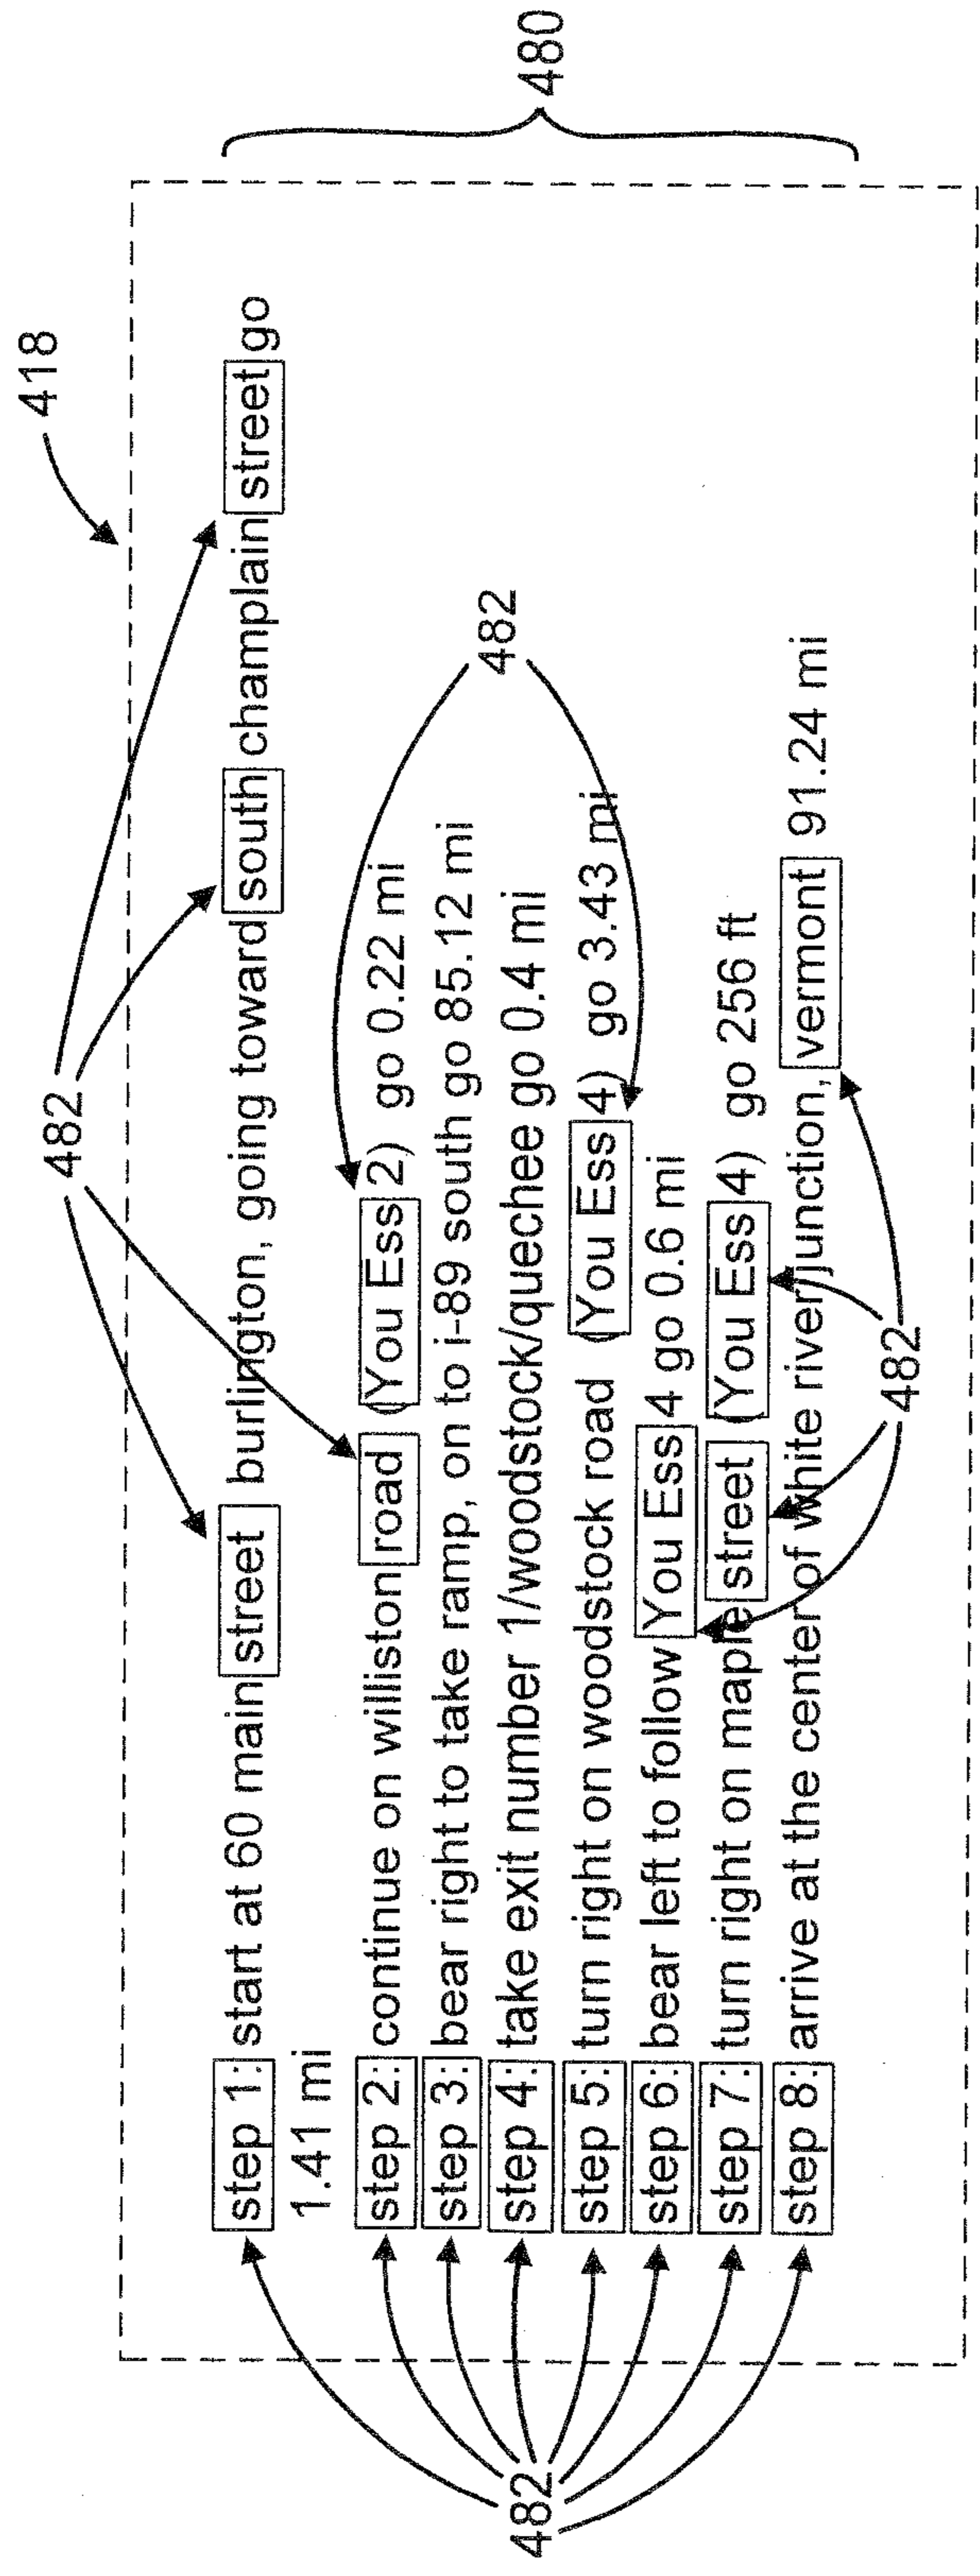 418
482
step 1: start at 60 main street burlington, going toward south champlain street go
1.41 mi
step 2: continue on williston road (You Ess 2) go 0.22 mi
step 3: bear right to take ramp, on to i-89 south go 85.12 mi
step 4: take exit number 1/woodstock/quechee go 0.4 mi
step 5: turn right on woodstock road (You Ess 4) go 3.43 mi
step 6: bear left to follow You Ess 4 go 0.6 mi
step 7: turn right on maple street (You Ess 4) go 256 ft
step 8: arrive at the center of white river junction, vermont 91.24 mi
482
482
482
480